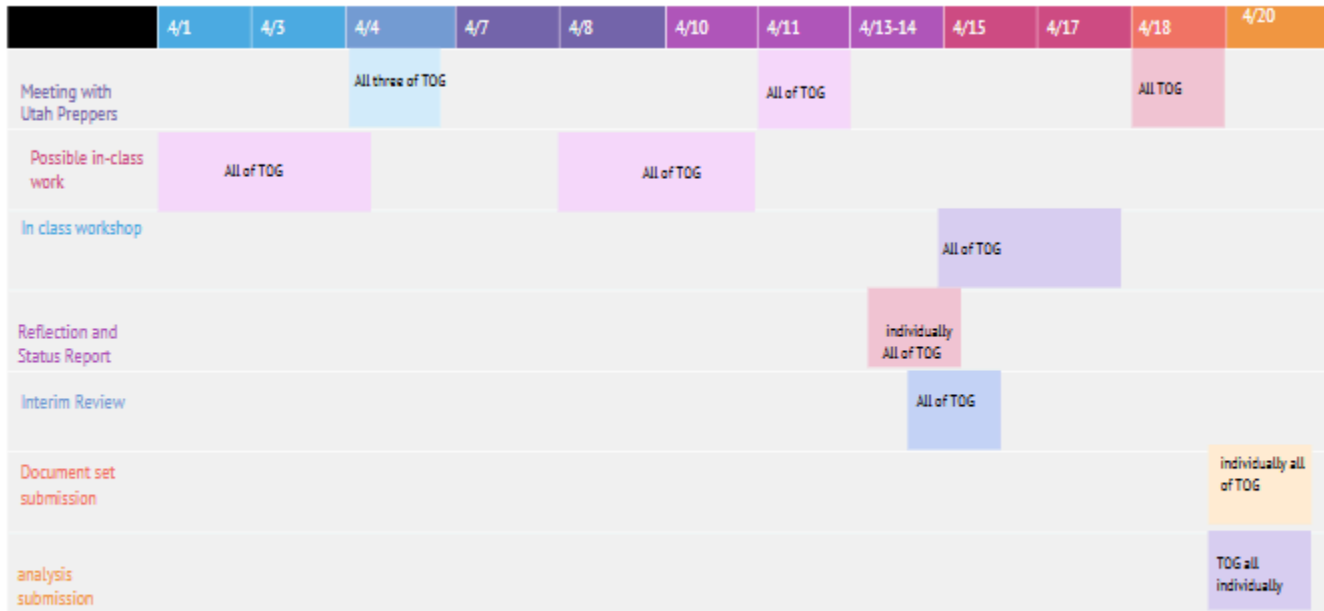 4/1 4/3 4/4 4/7 4/8 4/10 4/11 4/13-14 4/15 4/17 4/18 4/20
Meeting with
Utah Preppers
All three of TOG
All of TOG
All TOG
Possible in-class
work
All of TOG
All of TOG
In class workshop
All of TOG
Reflection and
Status Report
individually
All of TOG
Interim Review
All of TOG
Document set
submission
individually all
of TOG
analysis
submission
TOG all
individually